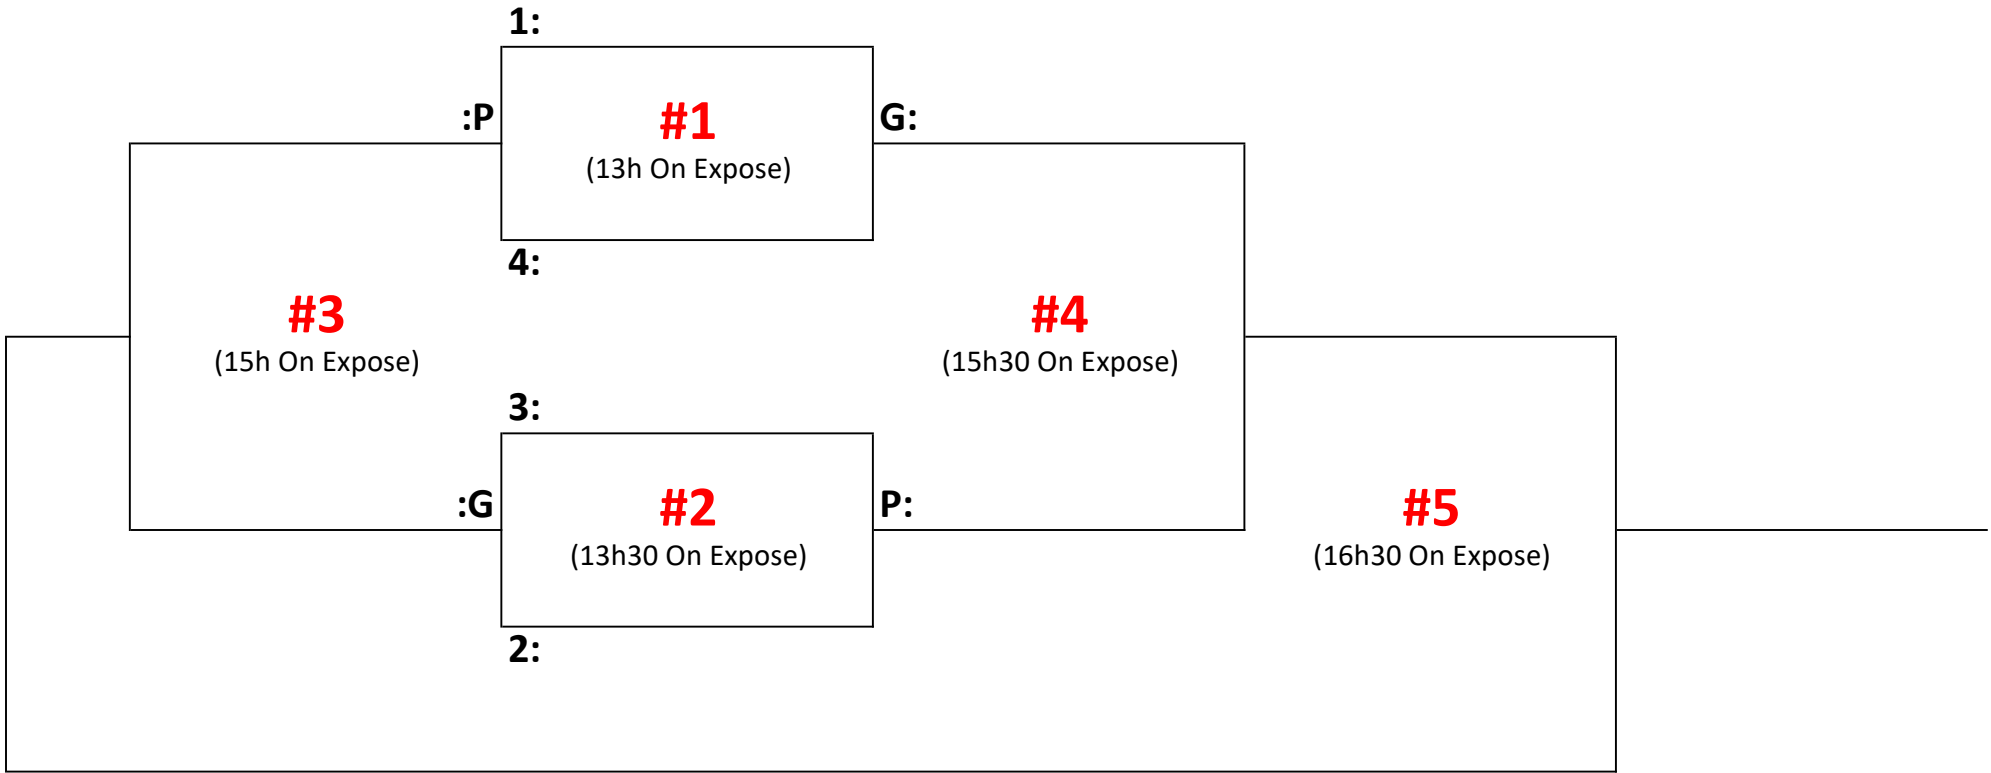 1:
:P
#1
G:
(13h On Expose)
4:
#3
(15h On Expose)
#4
(15h30 On Expose)
3:
:G
#2
P:
(13h30 On Expose)
2:
#5
(16h30 On Expose)